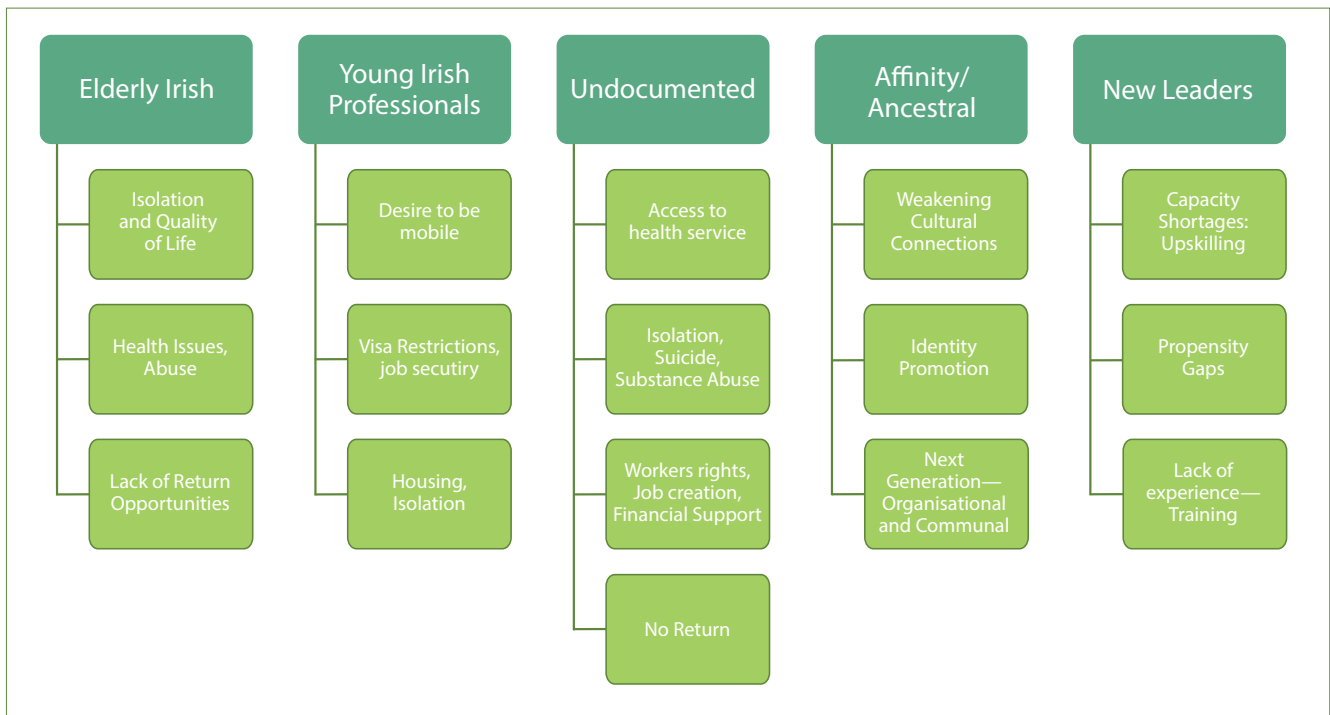 Elderly Irish
Isolation
and Quality
of Life
Health Issues,
Abuse
Lack of Return
Opportunities
Young Irish
Professionals
Desire to be
mobile
Visa Restrictions,
job secutiry
Housing,
Isolation
Undocumented
Access to
health service
Isolation,
Suicide,
Substance Abuse
Workers rights,
Job creation,
Financial Support
No Return
Affinity/
Ancestral
Weakening
Cultural
Connections
Identity
Promotion
Next
Generation—
Organisational
and Communal
New Leaders
Capacity
Shortages:
Upskilling
Propensity
Gaps
Lack of
experience—
Training